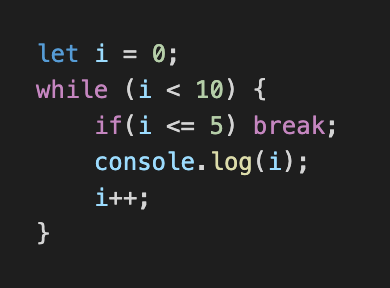 let i = 0;
while (i < 10) {
    if(i <= 5) break;
    console.log(i);
    i++;
}